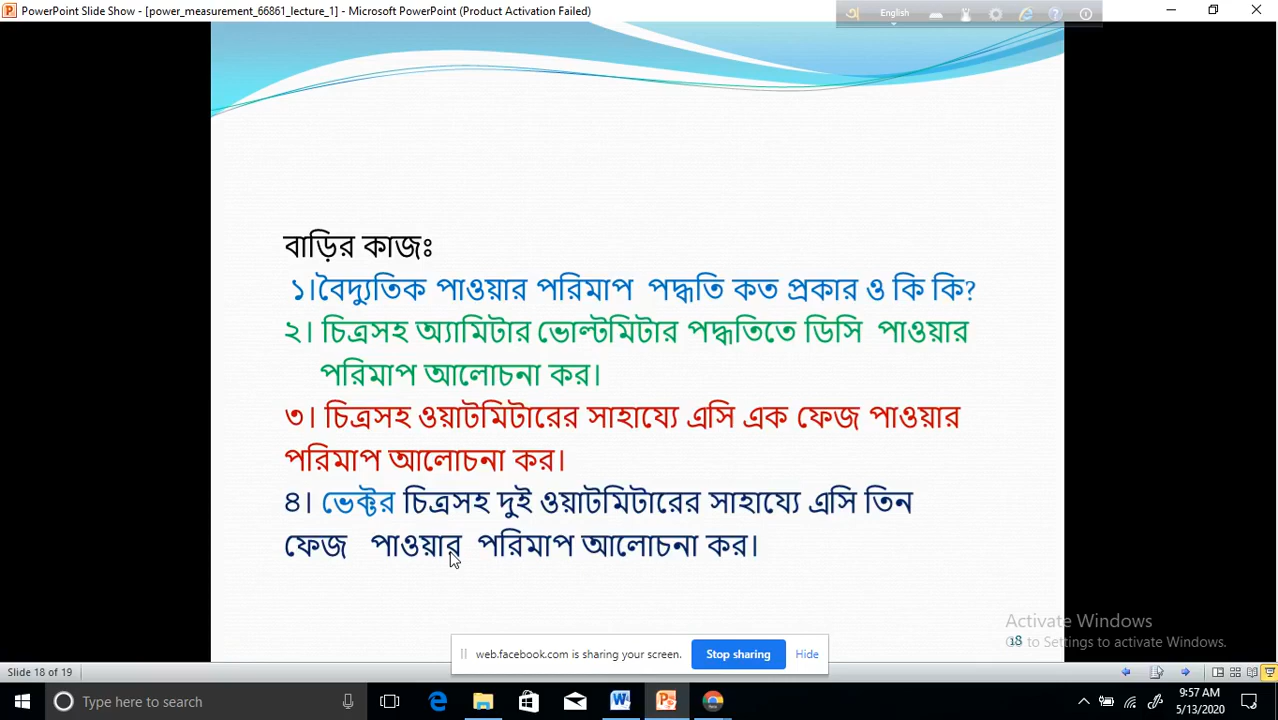 PowerPoint Slide Show - [power_measurement_66861_lecture_1] - Microsoft PowerPoint (Product Activation Failed)
English
বাড়ির কাজঃ
১।বৈদ্যুতিক পাওয়ার পরিমাপ পদ্ধতি কত প্রকার ও কি কি?
২। চিত্রসহ অ্যামিটার ভোল্টমিটার পদ্ধতিতে ডিসি পাওয়ার
পরিমাপ আলোচনা কর।
৩। চিত্রসহ ওয়াটমিটারের সাহায্যে এসি এক ফেজ পাওয়ার
পরিমাপ আলোচনা কর।
৪। ভেক্টর চিত্রসহ দুই ওয়াটমিটারের সাহায্যে এসি তিন
ফেজ পাওয়ার পরিমাপ আলোচনা কর।
Activate Windows
18 to Settings to activate Windows.
web.facebook.com is sharing your screen. Stop sharing Hide
Slide 18 of 19
Type here to search
9:57 AM
5/13/2020